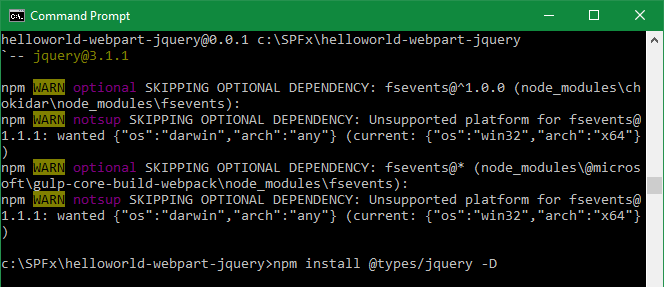 Command Prompt
helloworld-webpart-jquery@0.0.1 c:\SPFx\helloworld-webpart-jquery
`-- jquery@3.1.1
npm WARN optional SKIPPING OPTIONAL DEPENDENCY: fsevents@^1.0.0 (node_modules\ch
okidar\node_modules\fsevents):
npm WARN notsup SKIPPING OPTIONAL DEPENDENCY: Unsupported platform for fsevents@
1.1.1: wanted {"os":"darwin","arch":"any"} (current: {"os":"win32","arch":"x64"}
)
npm WARN optional SKIPPING OPTIONAL DEPENDENCY: fsevents@* (node_modules\@micros
oft\gulp-core-build-webpack\node_modules\fsevents):
npm WARN notsup SKIPPING OPTIONAL DEPENDENCY: Unsupported platform for fsevents@
1.1.1: wanted {"os":"darwin","arch":"any"} (current: {"os":"win32","arch":"x64"}
)
c:\SPFx\helloworld-webpart-jquery>npm install @types/jquery -D